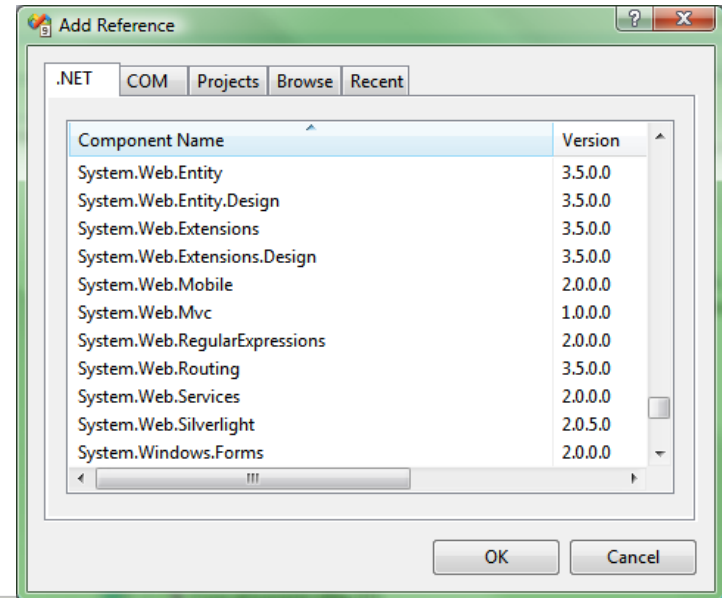 Add Reference
.NET COM Projects Browse Recent
Component Name Version
System.Web.Entity 3.5.0.0
System.Web.Entity.Design 3.5.0.0
System.Web.Extensions 3.5.0.0
System.Web.Extensions.Design 3.5.0.0
System.Web.Mobile 2.0.0.0
System.Web.Mvc 1.0.0.0
System.Web.RegularExpressions 2.0.0.0
System.Web.Routing 3.5.0.0
System.Web.Services 2.0.0.0
System.Web.Silverlight 2.0.5.0
System.Windows.Forms 2.0.0.0
OK Cancel